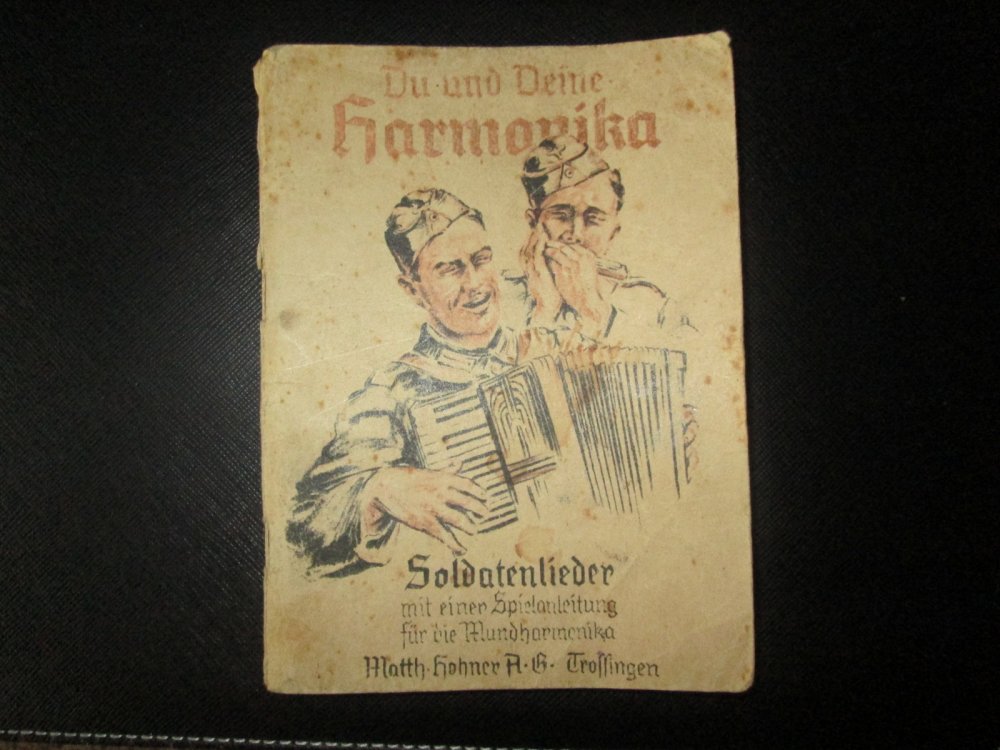 Du und Deine
Harmonika
Soldatenlieder
mit einer Spielanleitung
für die Mundharmonika
Matth. Hohner A. G. Trossingen